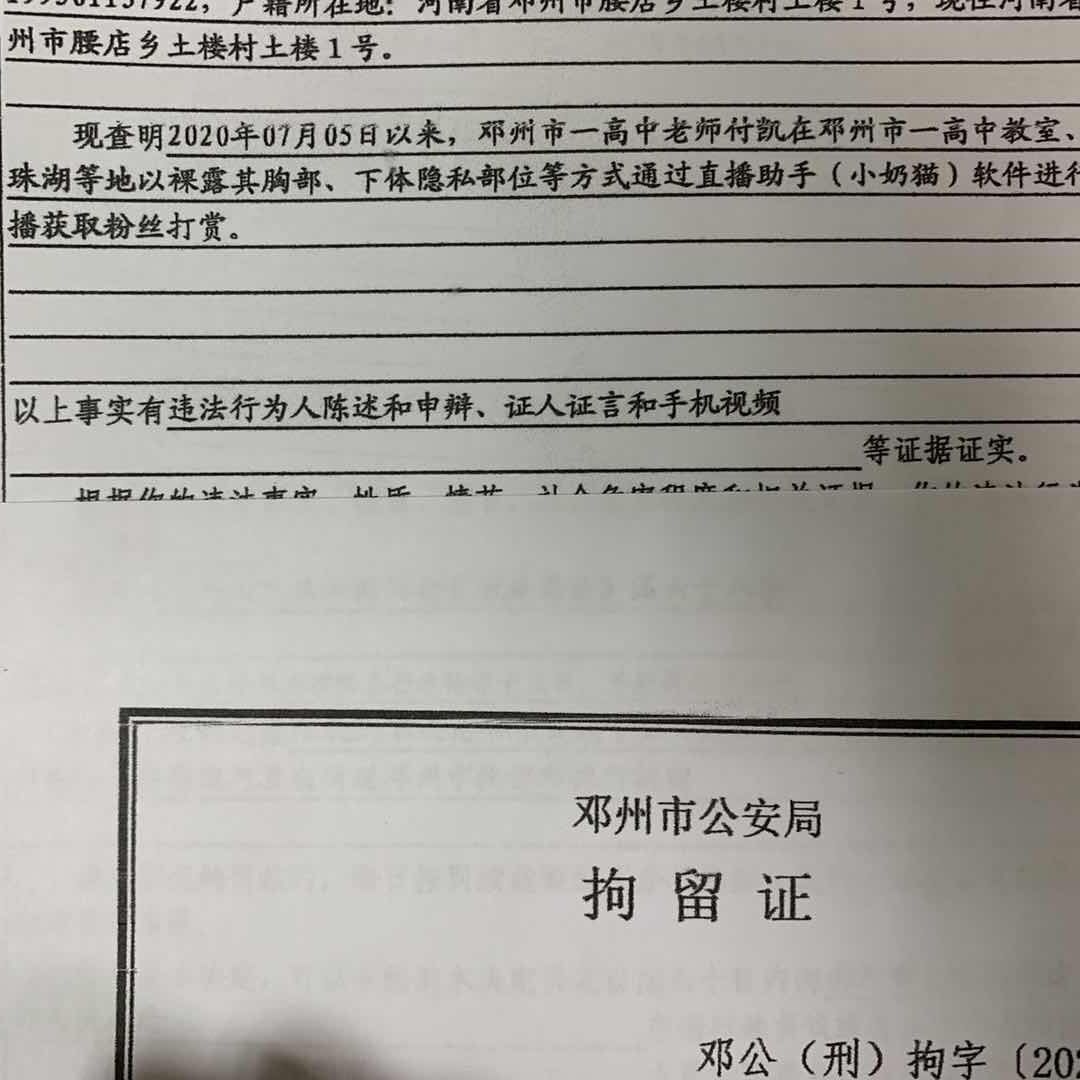 户籍所在地：河南省邓州市腰店乡土楼村土楼1号，现住河南省
州市腰店乡土楼村土楼1号。
现查明2020年07月05日以来，邓州市一高中老师付凯在邓州市一高中教室、
珠湖等地以裸露其胸部、下体隐私部位等方式通过直播助手（小奶猫）软件进行
播获取粉丝打赏。
以上事实有违法行为人陈述和申辩、证人证言和手机视频
等证据证实。
邓州市公安局
拘留证
邓公（刑）拘字〔202